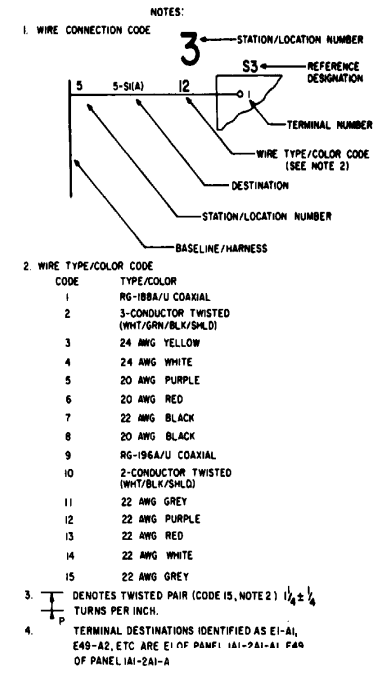 NOTES:
1. WIRE CONNECTION CODE
3 STATION/LOCATION NUMBER
S3 REFERENCE
DESIGNATION
5 5-S1(A) 12 1
TERMINAL NUMBER
WIRE TYPE/COLOR CODE
(SEE NOTE 2)
DESTINATION
STATION/LOCATION NUMBER
BASELINE/HARNESS
2. WIRE TYPE/COLOR CODE
CODE TYPE/COLOR
1 RG-188A/U COAXIAL
2 3-CONDUCTOR TWISTED
(WHT/GRN/BLK/SHLD)
3 24 AWG YELLOW
4 24 AWG WHITE
5 20 AWG PURPLE
6 20 AWG RED
7 22 AWG BLACK
8 20 AWG BLACK
9 RG-196A/U COAXIAL
10 2-CONDUCTOR TWISTED
(WHT/BLK/SHLD)
11 22 AWG GREY
12 22 AWG PURPLE
13 22 AWG RED
14 22 AWG WHITE
15 22 AWG GREY
3. DENOTES TWISTED PAIR (CODE 15, NOTE 2) 1 1/4 ± 1/4
P TURNS PER INCH.
4. TERMINAL DESTINATIONS IDENTIFIED AS E1-A1,
E49-A2, ETC ARE E1 OF PANEL 1A1-2A1-A1, E49
OF PANEL 1A1-2A1-A